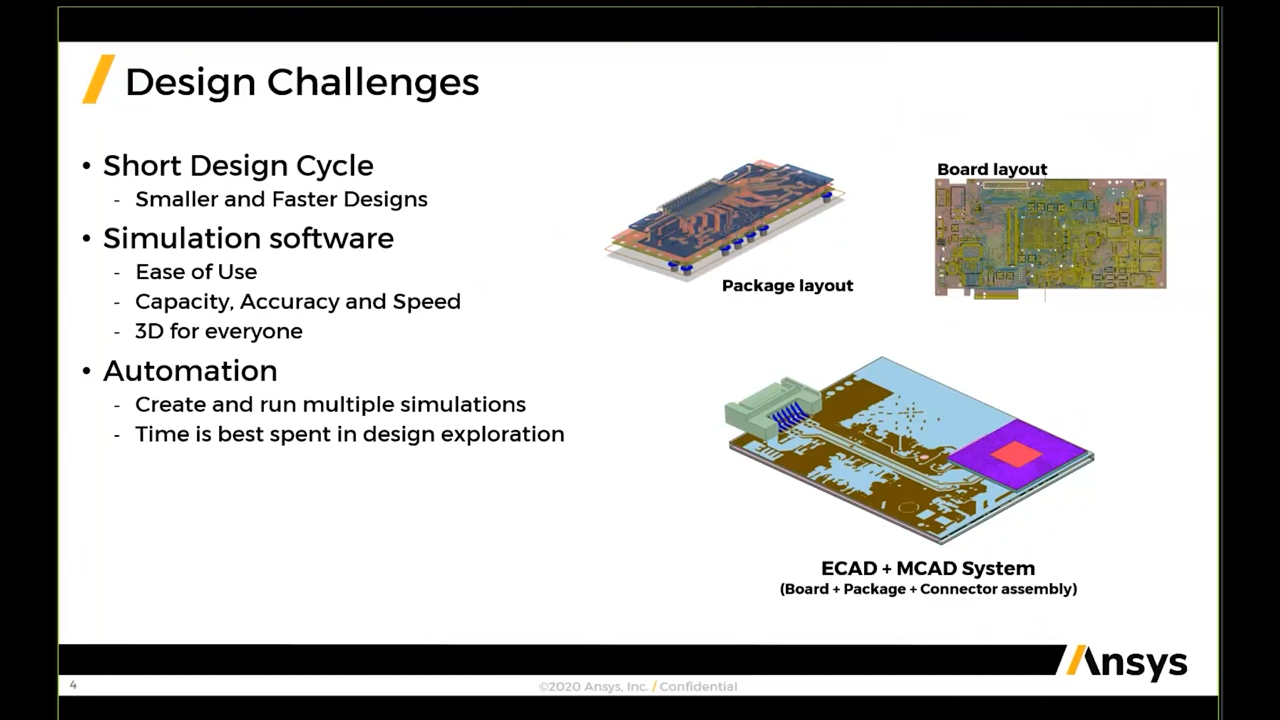 Design Challenges
• Short Design Cycle
- Smaller and Faster Designs
• Simulation software
- Ease of Use
- Capacity, Accuracy and Speed
- 3D for everyone
• Automation
- Create and run multiple simulations
- Time is best spent in design exploration
Package layout
Board layout
ECAD + MCAD System
(Board + Package + Connector assembly)
Ansys
4
©2020 Ansys, Inc. / Confidential